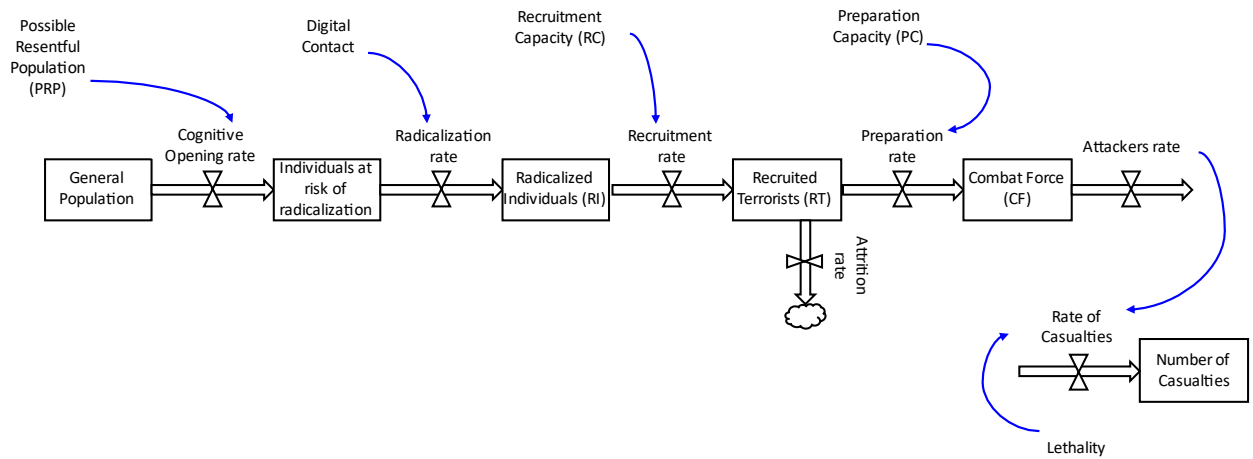 Possible
Resentful
Population
(PRP)
Digital
Contact
Recruitment
Capacity (RC)
Preparation
Capacity (PC)
Cognitive
Opening rate
Radicalization
rate
Recruitment
rate
Preparation
rate
Attackers rate
General
Population
Individuals at
risk of
radicalization
Radicalized
Individuals (RI)
Recruited
Terrorists (RT)
Combat Force
(CF)
Attrition
rate
Rate of
Casualties
Number of
Casualties
Lethality